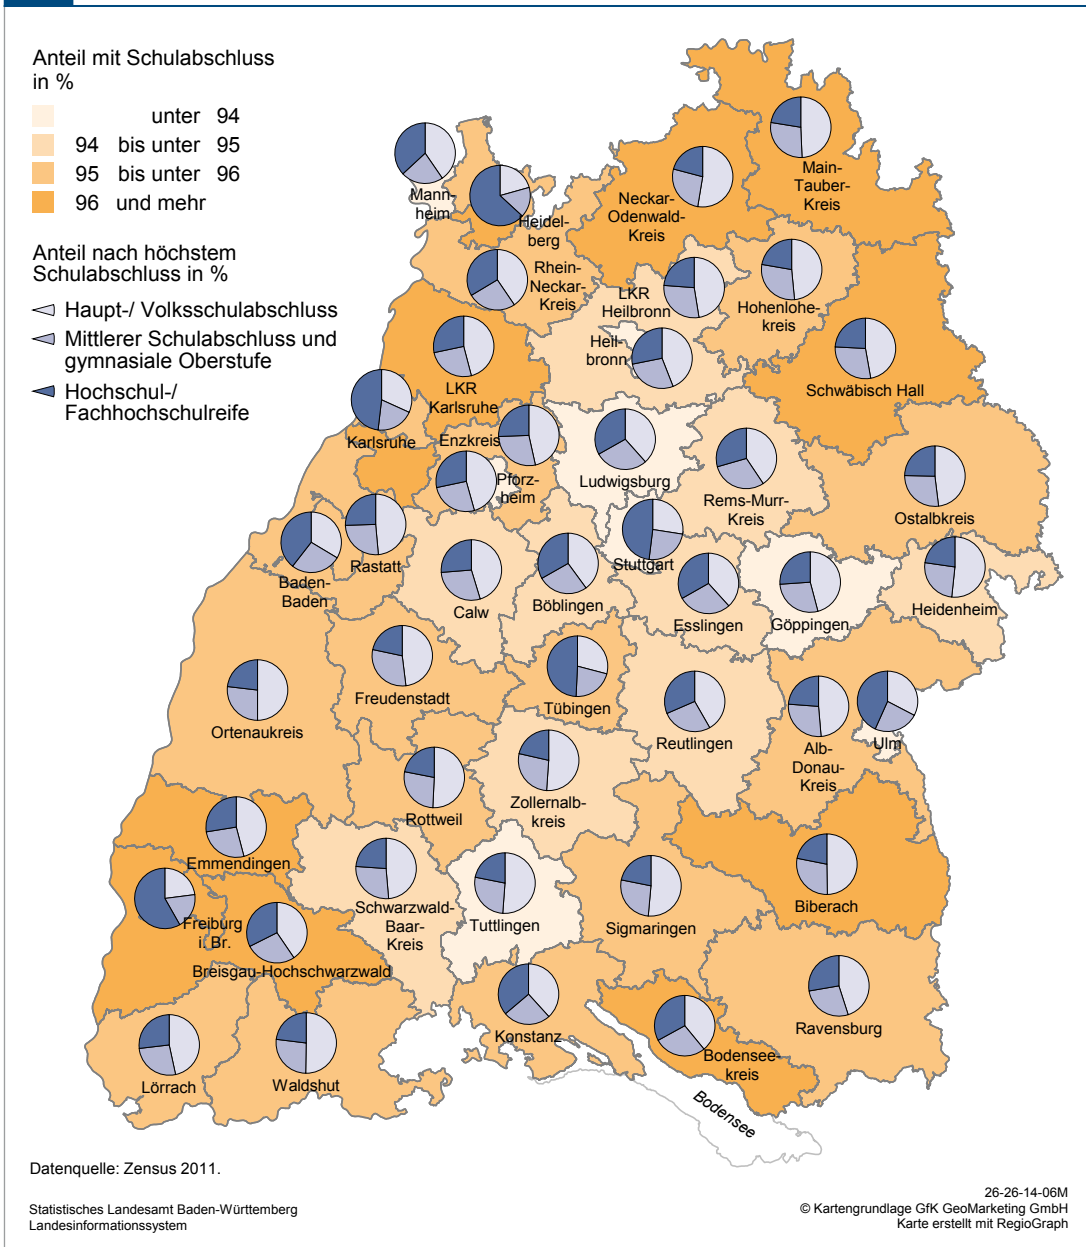 Anteil mit Schulabschluss
in %
unter 94
94 bis unter 95
95 bis unter 96
96 und mehr
Anteil nach höchstem
Schulabschluss in %
Haupt-/ Volksschulabschluss
Mittlerer Schulabschluss und
gymnasiale Oberstufe
Hochschul-/
Fachhochschulreife
Mann-
heim
Heidel-
berg
Rhein-
Neckar-
Kreis
Neckar-
Odenwald-
Kreis
Main-
Tauber-
Kreis
LKR
Heilbronn
Hohenlohe-
kreis
Heil-
bronn
Schwäbisch Hall
LKR
Karlsruhe
Karlsruhe
Enzkreis
Pforz-
heim
Ludwigsburg
Rems-Murr-
Kreis
Ostalbkreis
Rastatt
Baden-
Baden
Calw
Böblingen
Stuttgart
Esslingen
Göppingen
Heidenheim
Freudenstadt
Tübingen
Ortenaukreis
Reutlingen
Alb-
Donau-
Kreis
Ulm
Rottweil
Zollernalb-
kreis
Emmendingen
Schwarzwald-
Baar-
Kreis
Tuttlingen
Sigmaringen
Biberach
Freiburg
i. Br.
Breisgau-Hochschwarzwald
Konstanz
Bodensee-
kreis
Ravensburg
Lörrach
Waldshut
Bodensee
Datenquelle: Zensus 2011.
Statistisches Landesamt Baden-Württemberg
Landesinformationssystem
26-26-14-06M
© Kartengrundlage GfK GeoMarketing GmbH
Karte erstellt mit RegioGraph